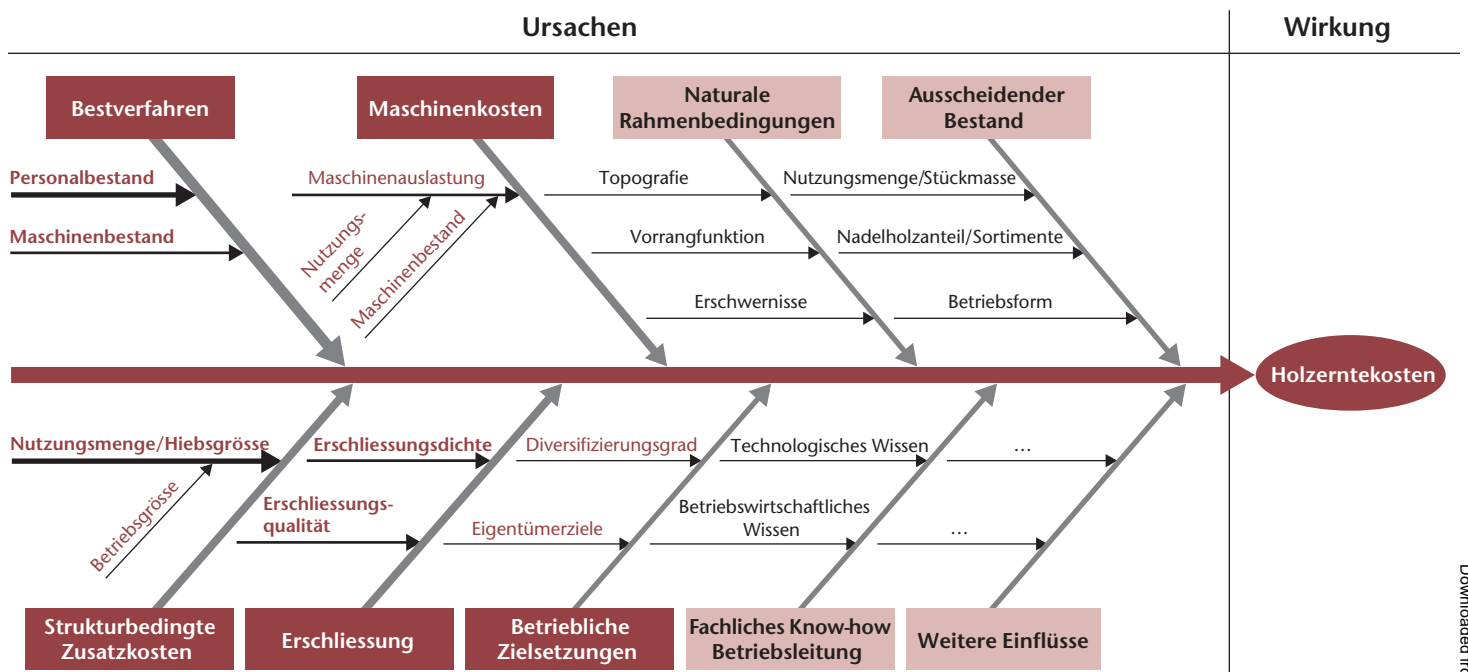 Ursachen
Wirkung
Bestverfahren
Maschinenkosten
Naturale
Rahmenbedingungen
Ausscheidender
Bestand
Personalbestand
Maschinenbestand
Maschinenauslastung
Nutzungs-
menge
Maschinenbestand
Topografie
Vorrangfunktion
Erschwernisse
Nutzungsmenge/Stückmasse
Nadelholzanteil/Sortimente
Betriebsform
Holzerntekosten
Nutzungsmenge/Hiebsgrösse
Betriebsgrösse
Erschliessungsdichte
Erschliessungs-
qualität
Diversifizierungsgrad
Eigentümerziele
Technologisches Wissen
Betriebswirtschaftliches
Wissen
...
...
Strukturbedingte
Zusatzkosten
Erschliessung
Betriebliche
Zielsetzungen
Fachliches Know-how
Betriebsleitung
Weitere Einflüsse